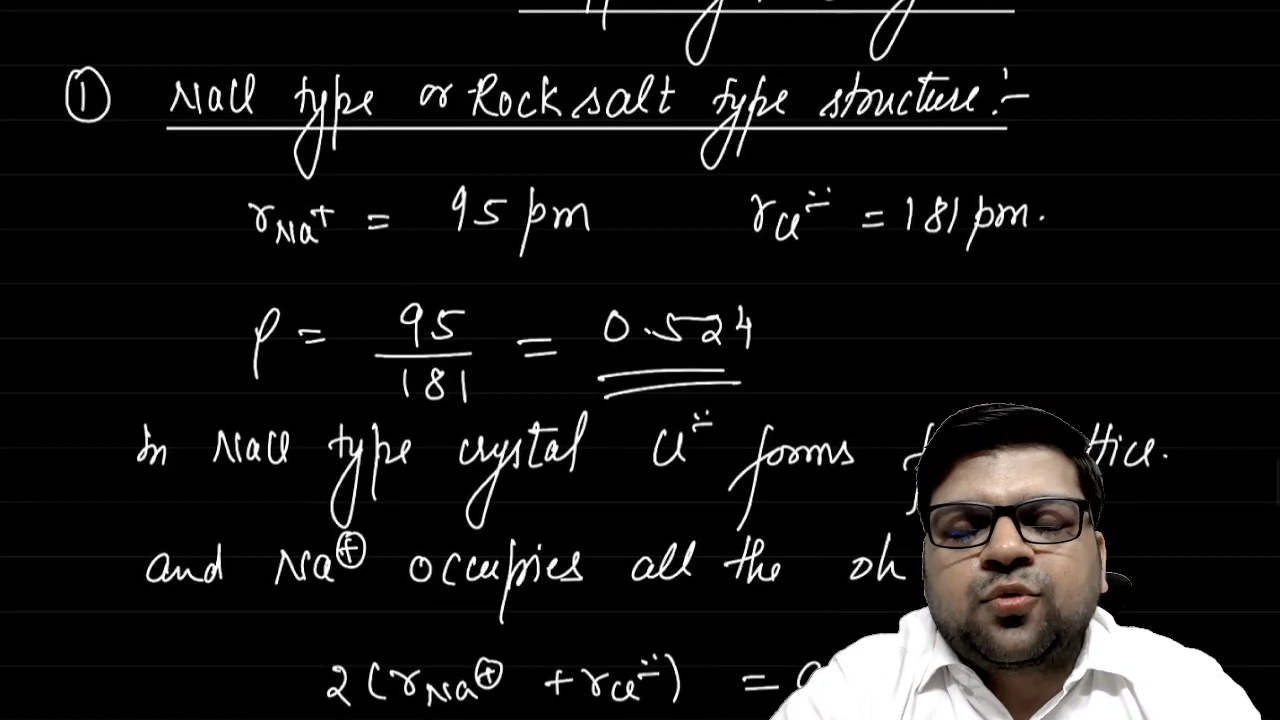 ① NaCl type or Rock salt type structure:-
rNa+ = 95 pm rCl- = 181 pm.
ρ = 95/181 = 0.524
In NaCl type crystal Cl- forms
and Na⊕ occupies all the oh
2(rNa⊕ + rCl-) =